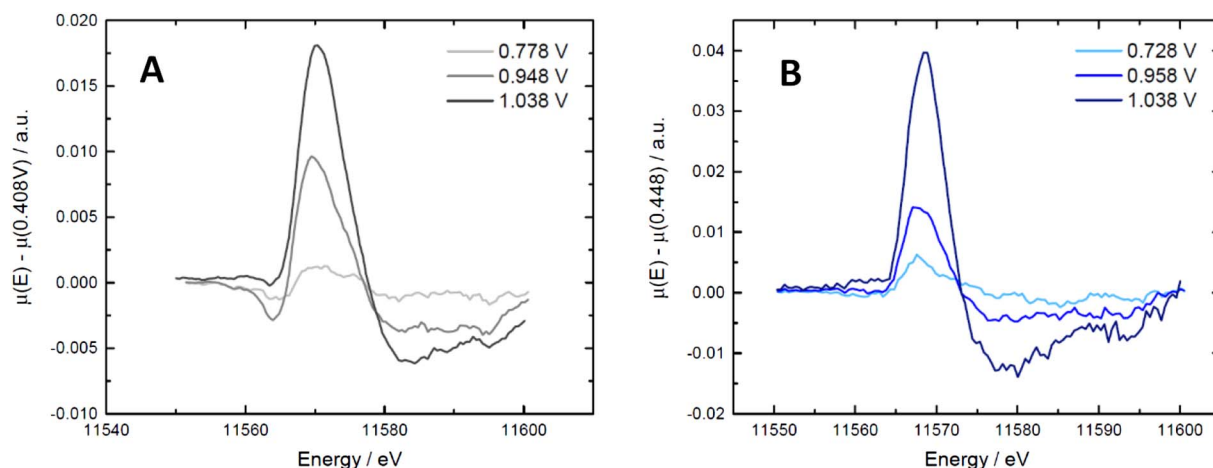 A
0.778 V
0.948 V
1.038 V
μ(E) - μ(0.408V) / a.u.
0.020
0.015
0.010
0.005
0.000
-0.005
-0.010
11540
11560
11580
11600
Energy / eV
B
0.728 V
0.958 V
1.038 V
μ(E) - μ(0.448) / a.u.
0.04
0.03
0.02
0.01
0.00
-0.01
-0.02
11550
11560
11570
11580
11590
11600
Energy / eV